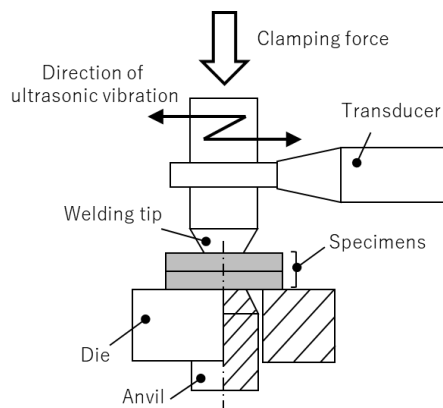 Clamping force
Direction of
ultrasonic vibration
Transducer
Welding tip
Specimens
Die
Anvil